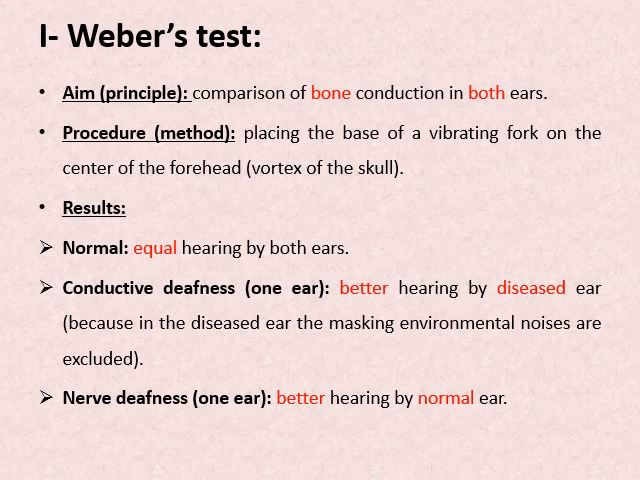 I- Weber’s test:
• Aim (principle): comparison of bone conduction in both ears.
• Procedure (method): placing the base of a vibrating fork on the
center of the forehead (vortex of the skull).
• Results:
➢ Normal: equal hearing by both ears.
➢ Conductive deafness (one ear): better hearing by diseased ear
(because in the diseased ear the masking environmental noises are
excluded).
➢ Nerve deafness (one ear): better hearing by normal ear.